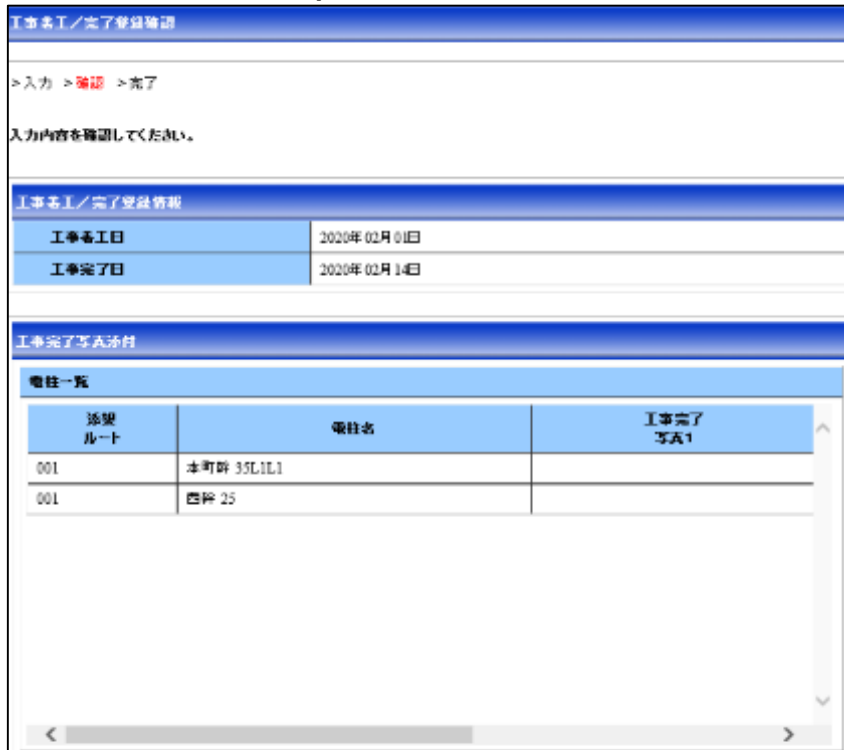 工事着工/完了登録確認
>入力 >確認 >完了
入力内容を確認してください。
工事着工/完了登録情報
工事着工日 2020年02月01日
工事完了日 2020年02月14日
工事完了写真添付
電柱一覧
添架
ルート
電柱名
工事完了
写真1
001 本町幹 35L1L1
001 西幹 25